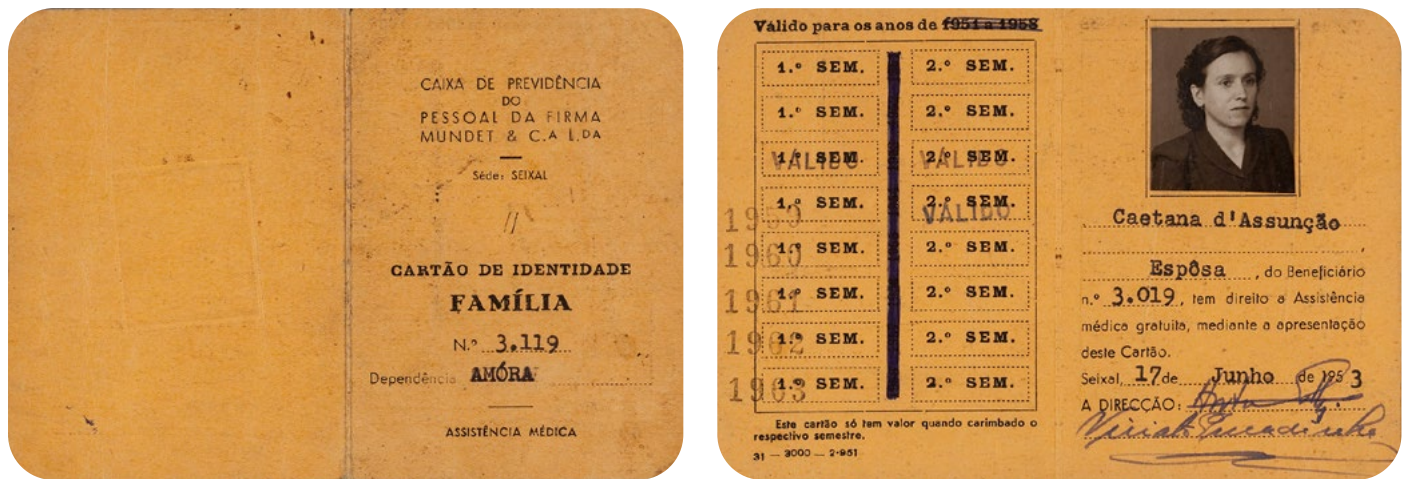 CAIXA DE PREVIDÊNCIA
DO
PESSOAL DA FIRMA
MUNDET & C.A L.DA
Séde: SEIXAL
//
CARTÃO DE IDENTIDADE
FAMÍLIA
N.º 3.119
Dependência AMÓRA
ASSISTÊNCIA MÉDICA
Válido para os anos de 1951 a 1958
1.º SEM. 2.º SEM.
1.º SEM. 2.º SEM.
1.º SEM. 2.º SEM.
VÁLIDO VÁLIDO
1.º SEM. 2.º SEM.
1959 VÁLIDO
1.º SEM. 2.º SEM.
1960
1.º SEM. 2.º SEM.
1961
1.º SEM. 2.º SEM.
1962
1.º SEM. 2.º SEM.
1963
Este cartão só tem valor quando carimbado o
respectivo semestre.
31 — 3000 — 2-951
Caetana d'Assunção
Espôsa, do Beneficiário
n.º 3.019, tem direito a Assistência
médica gratuita, mediante a apresentação
deste Cartão.
Seixal, 17 de Junho de 1953
A DIRECÇÃO: